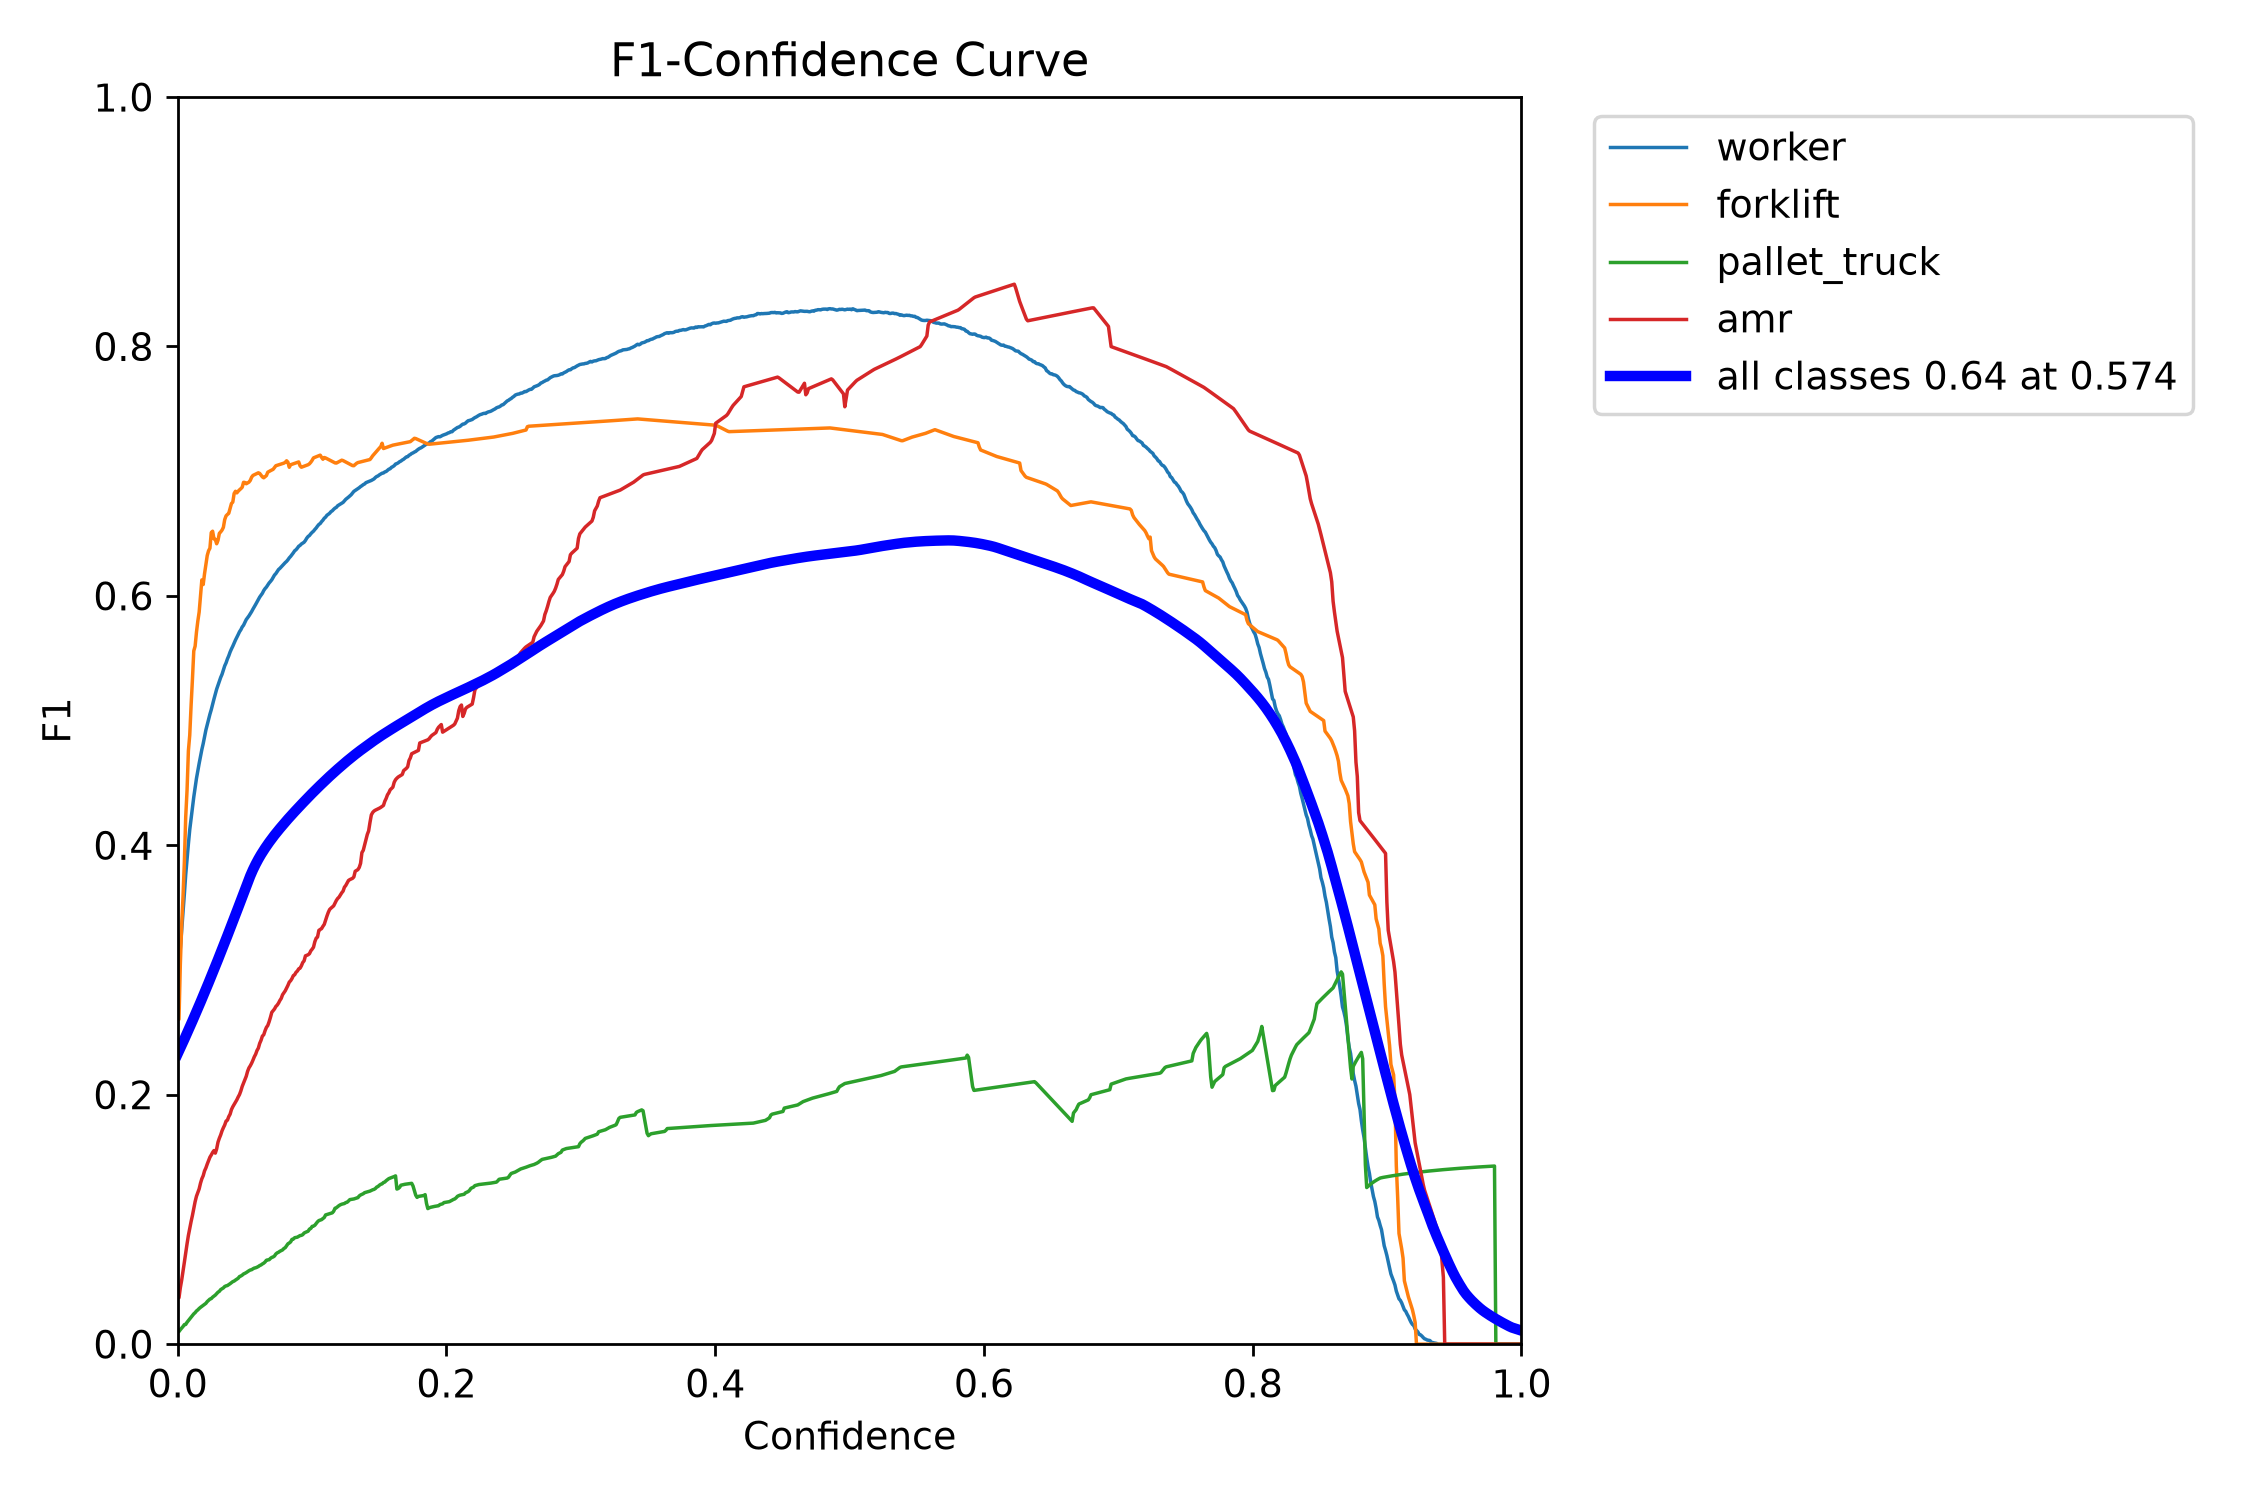 F1-Confidence Curve
1.0
0.8
0.6
0.4
0.2
0.0
F1
0.0 0.2 0.4 0.6 0.8 1.0
Confidence
worker
forklift
pallet_truck
amr
all classes 0.64 at 0.574